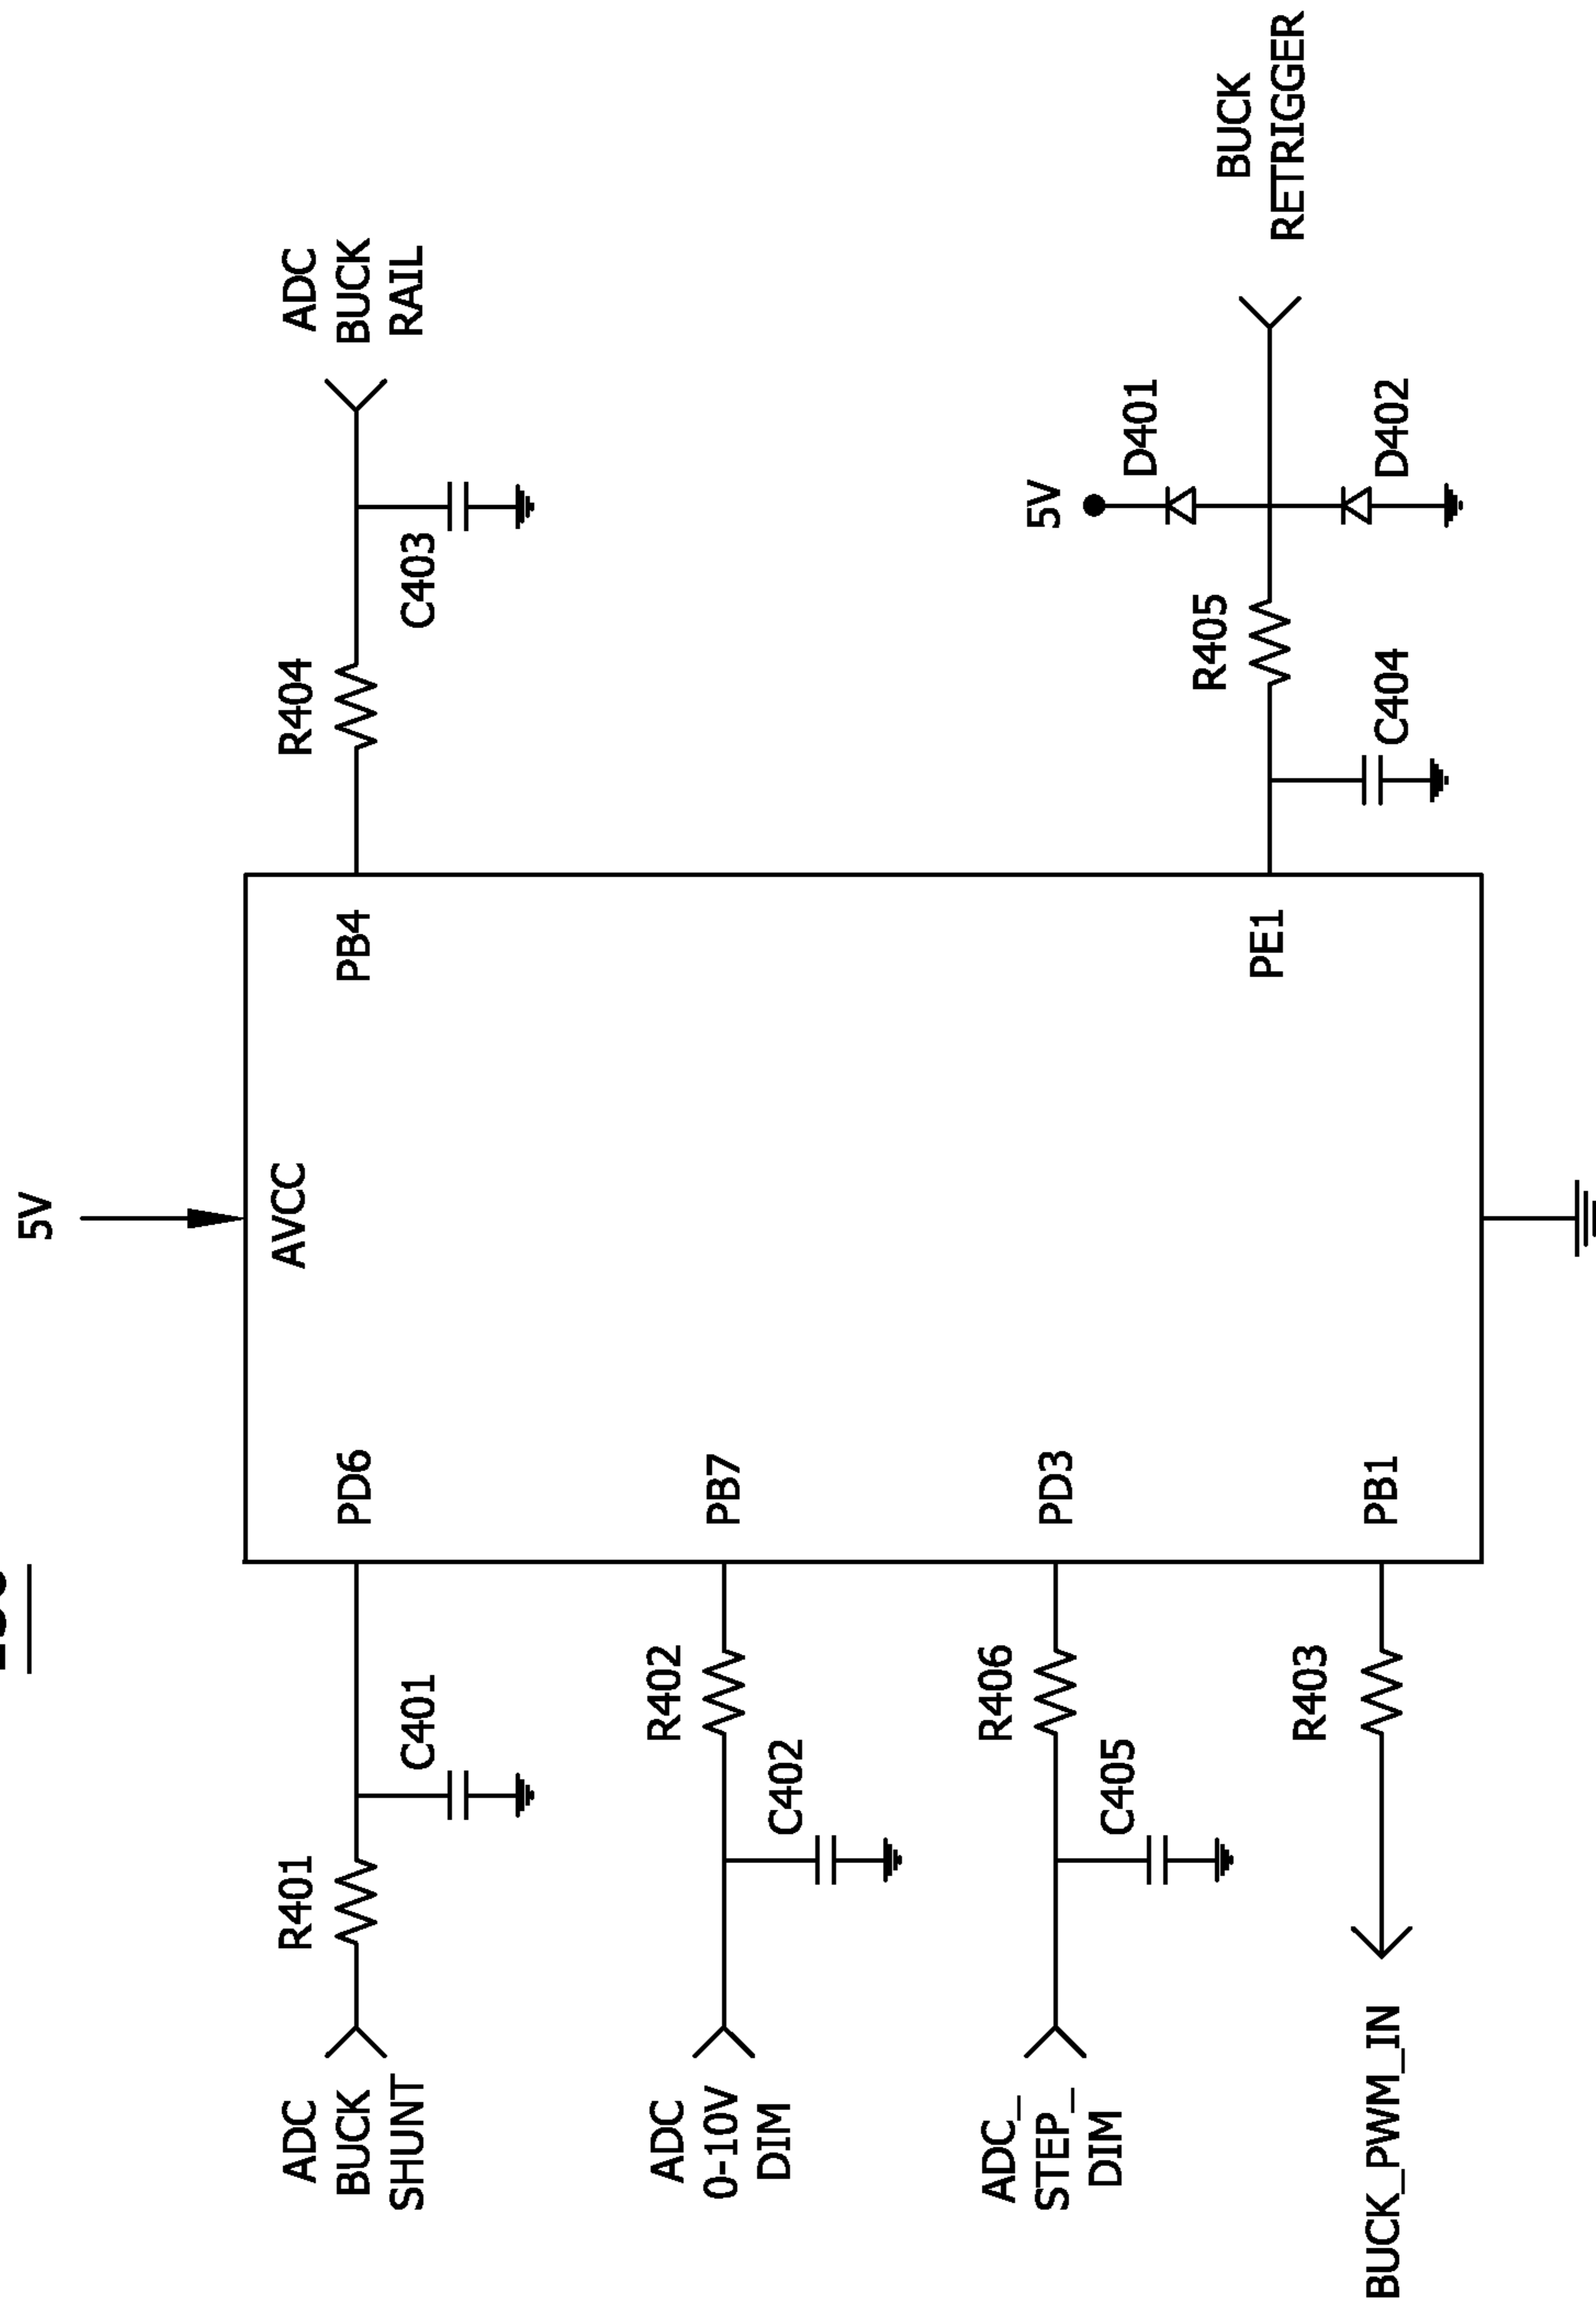 5V
AVCC
ADC
BUCK
SHUNT
R401
C401
PD6
PB4
R404
C403
ADC
BUCK
RAIL
ADC
0-10V
DIM
R402
C402
PB7
ADC_
STEP_
DIM
R406
C405
PD3
BUCK_PWM_IN
R403
PB1
PE1
R405
C404
5V
D401
D402
BUCK
RETRIGGER